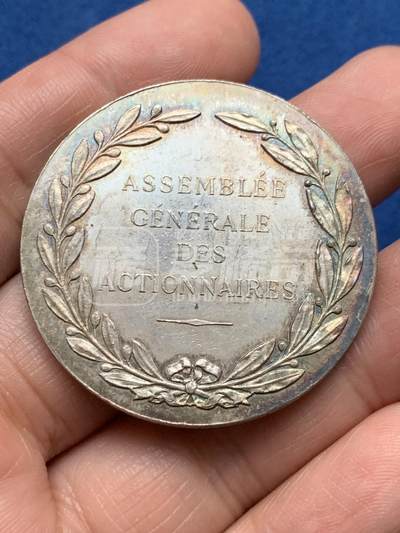 ASSEMBLÉE
GÉNÉRALE
DES
ACTIONNAIRES